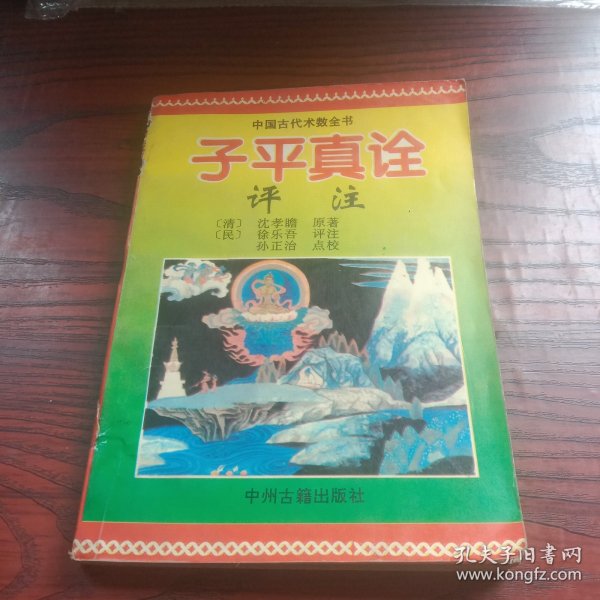 中国古代术数全书
子平真诠
评 注
〔清〕 沈孝瞻 原著
〔民〕 徐乐吾 评注
孙正治 点校
中州古籍出版社
孔夫子旧书网
www.kongfz.com